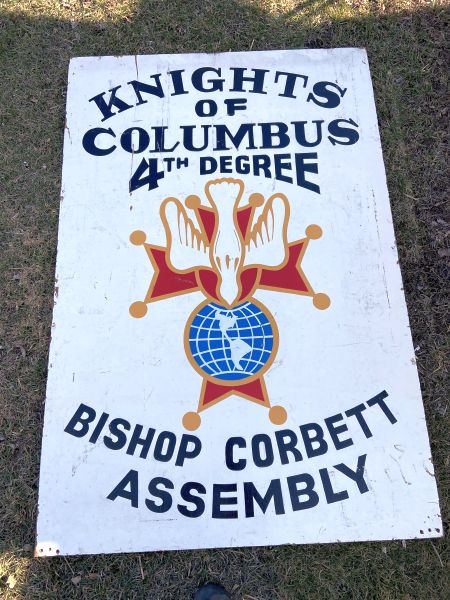 KNIGHTS
OF
COLUMBUS
4TH DEGREE
BISHOP CORBETT
ASSEMBLY